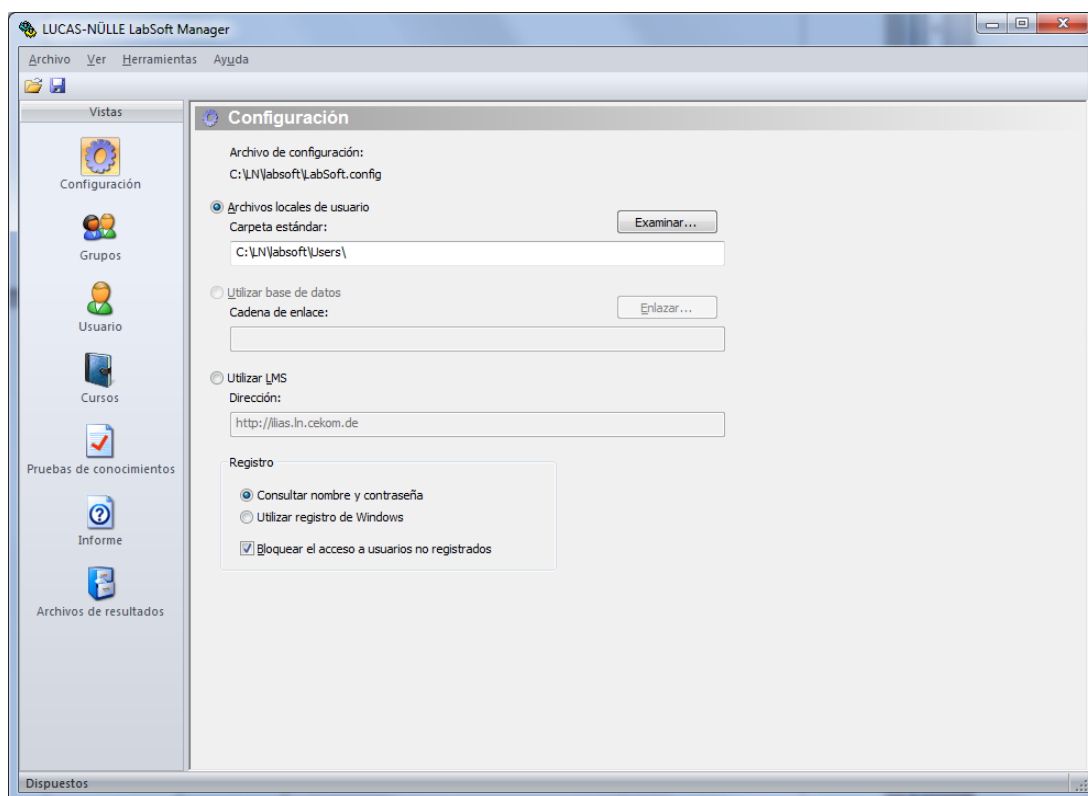 LUCAS-NÜLLE LabSoft Manager
Archivo Ver Herramientas Ayuda
Vistas
Configuración
Grupos
Usuario
Cursos
Pruebas de conocimientos
Informe
Archivos de resultados
Configuración
Archivo de configuración:
C:\LN\labsoft\LabSoft.config
Archivos locales de usuario
Carpeta estándar:
Examinar...
C:\LN\labsoft\Users\
Utilizar base de datos
Cadena de enlace:
Enlazar...
Utilizar LMS
Dirección:
http://ilias.ln.cekom.de
Registro
Consultar nombre y contraseña
Utilizar registro de Windows
Bloquear el acceso a usuarios no registrados
Dispuestos